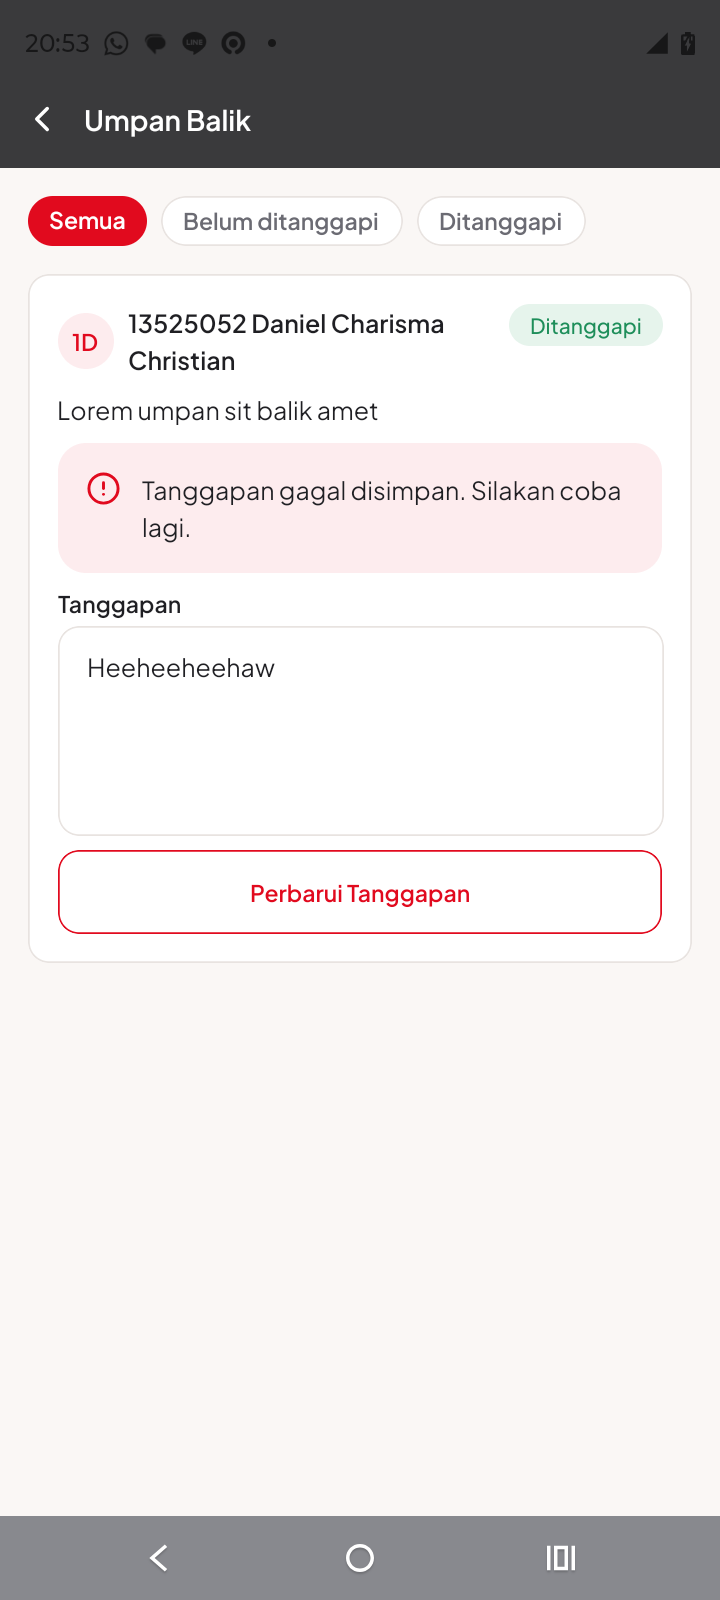 20:53
LINE
Umpan Balik
Semua
Belum ditanggapi
Ditanggapi
1D
13525052 Daniel Charisma
Christian
Ditanggapi
Lorem umpan sit balik amet
Tanggapan gagal disimpan. Silakan coba
lagi.
Tanggapan
Heeheeheehaw
Perbarui Tanggapan